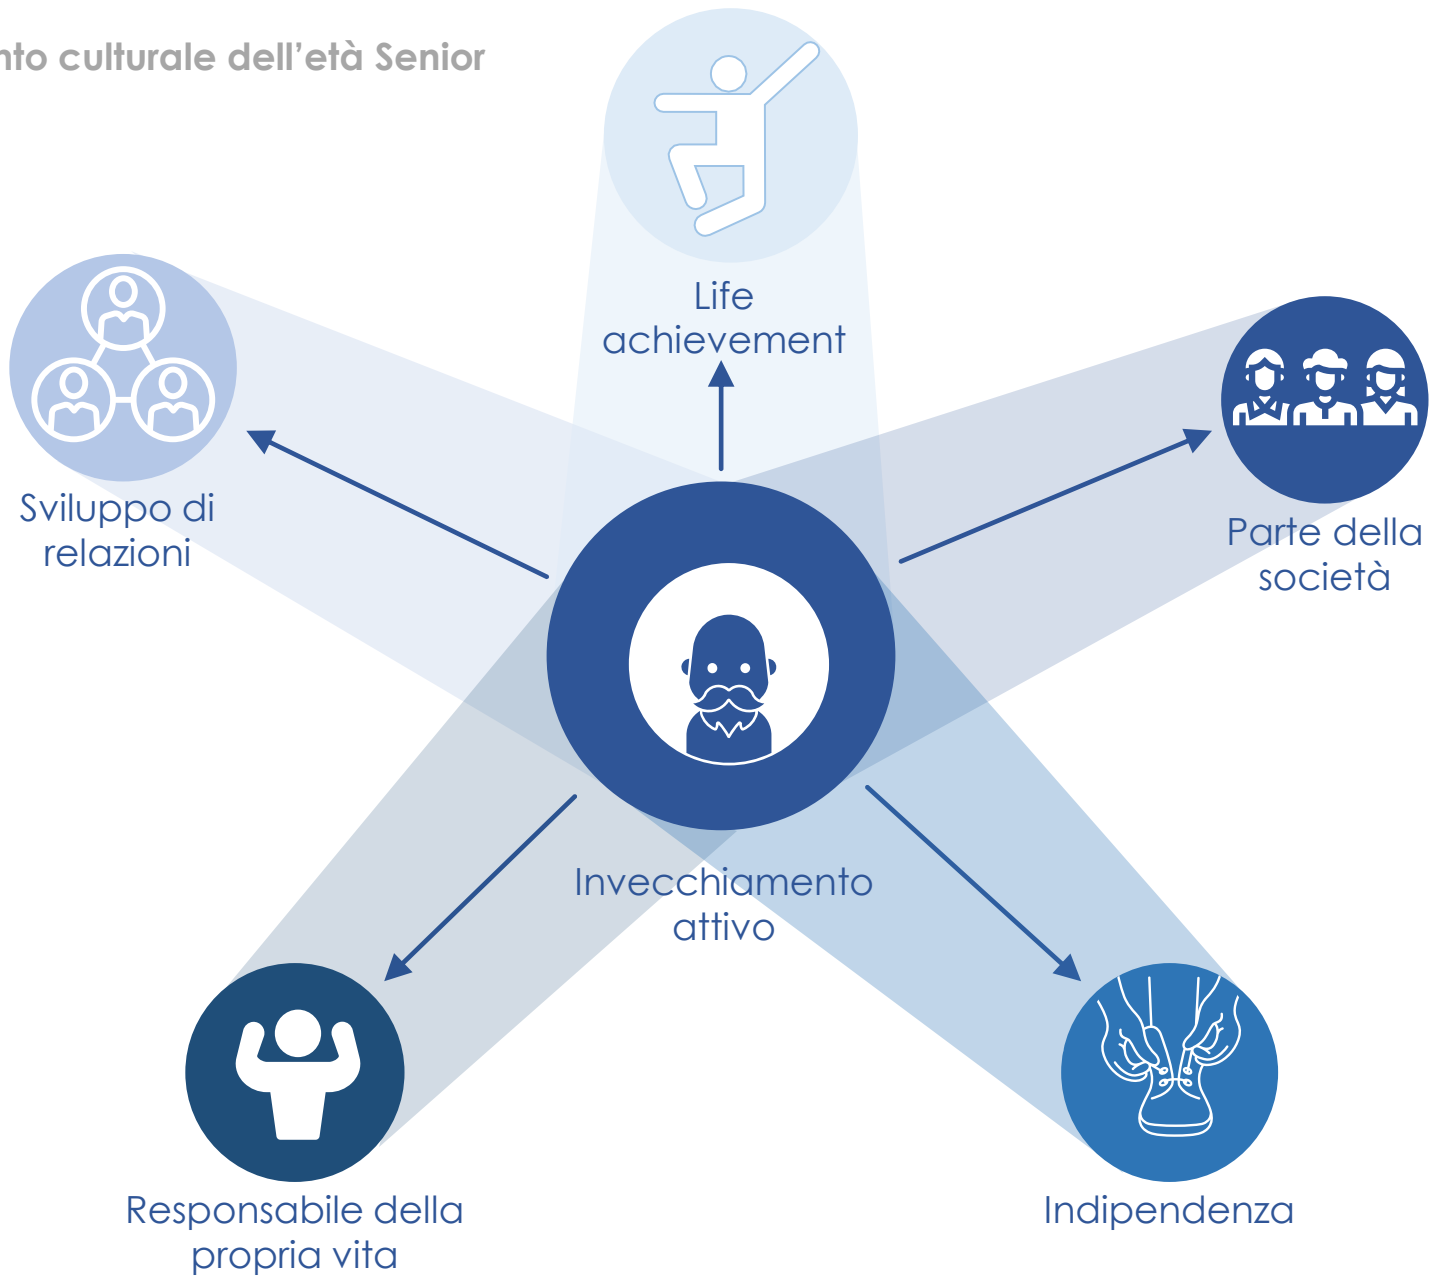 culturale dell'età Senior
Life
achievement
Sviluppo di
relazioni
Parte della
società
Invecchiamento
attivo
Responsabile della
propria vita
Indipendenza